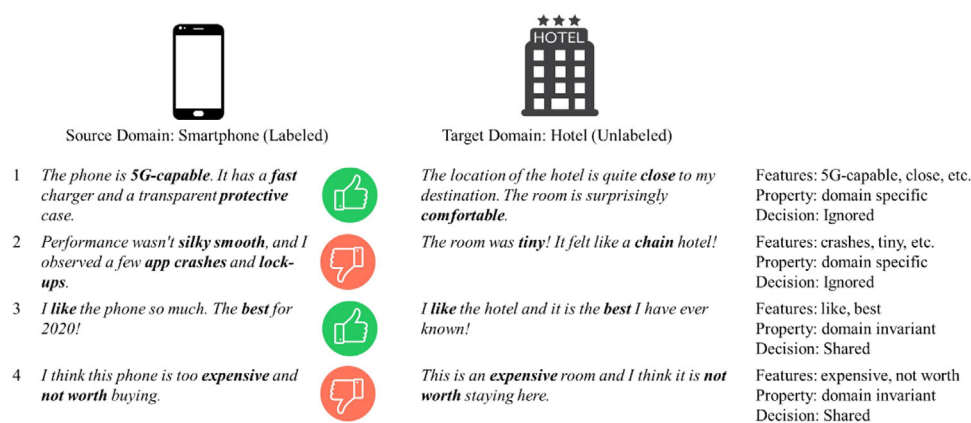 HOTEL
Source Domain: Smartphone (Labeled)
Target Domain: Hotel (Unlabeled)
1
The phone is 5G-capable. It has a fast
charger and a transparent protective
case.
The location of the hotel is quite close to my
destination. The room is surprisingly
comfortable.
Features: 5G-capable, close, etc.
Property: domain specific
Decision: Ignored
2
Performance wasn't silky smooth, and I
observed a few app crashes and lock-
ups.
The room was tiny! It felt like a chain hotel!
Features: crashes, tiny, etc.
Property: domain specific
Decision: Ignored
3
I like the phone so much. The best for
2020!
I like the hotel and it is the best I have ever
known!
Features: like, best
Property: domain invariant
Decision: Shared
4
I think this phone is too expensive and
not worth buying.
This is an expensive room and I think it is not
worth staying here.
Features: expensive, not worth
Property: domain invariant
Decision: Shared